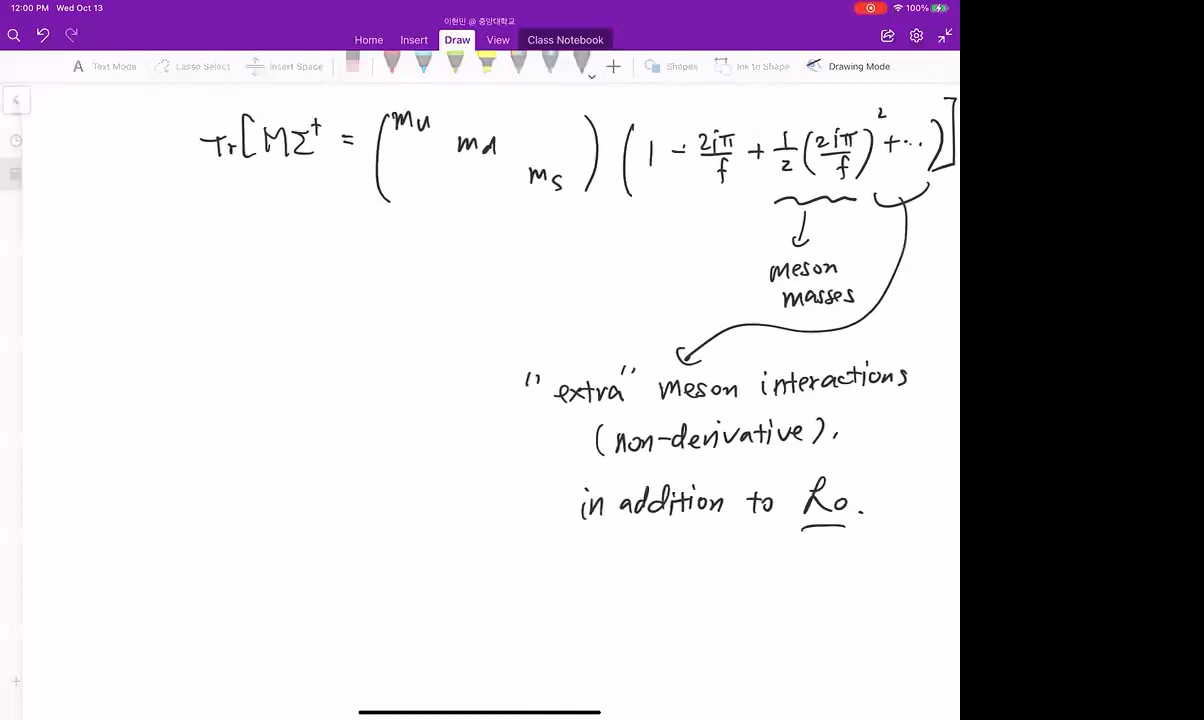 12:00 PM Wed Oct 13
100%
이현민 @ 중앙대학교
Home Insert Draw View Class Notebook
Text Mode Lasso Select Insert Space Shapes Ink to Shape Drawing Mode
Tr[MΣ† = (mu md ms) (1 - 2iπ/f + 1/2 (2iπ/f)² + ...)]
meson
masses
"extra" meson interactions
(non-derivative),
in addition to ℒ0.